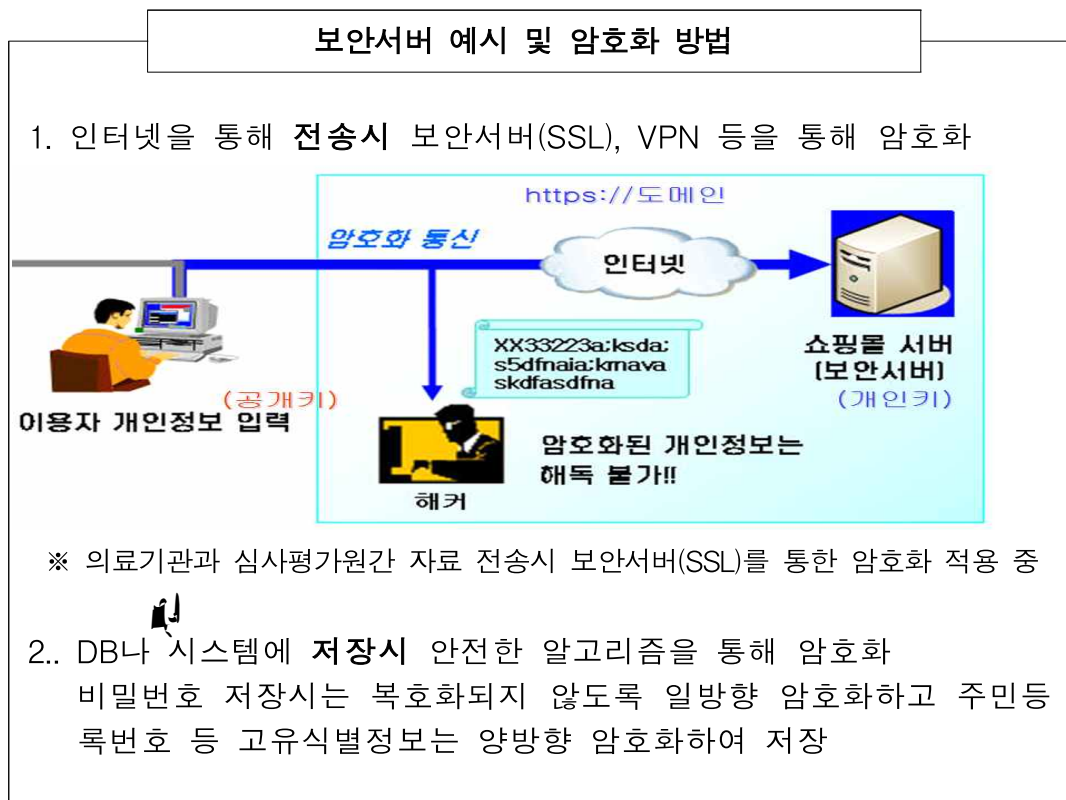 보안서버 예시 및 암호화 방법
1. 인터넷을 통해 전송시 보안서버(SSL), VPN 등을 통해 암호화
https://도메인
암호화 통신
인터넷
XX33223a;ksda;
s5dfnaia;krnava
skdfasdfna
쇼핑몰 서버
(보안서버)
(개인키)
(공개키)
이용자 개인정보 입력
암호화된 개인정보는
해독 불가!!
해커
※ 의료기관과 심사평가원간 자료 전송시 보안서버(SSL)를 통한 암호화 적용 중
2.. DB나 시스템에 저장시 안전한 알고리즘을 통해 암호화
비밀번호 저장시는 복호화되지 않도록 일방향 암호화하고 주민등
록번호 등 고유식별정보는 양방향 암호화하여 저장